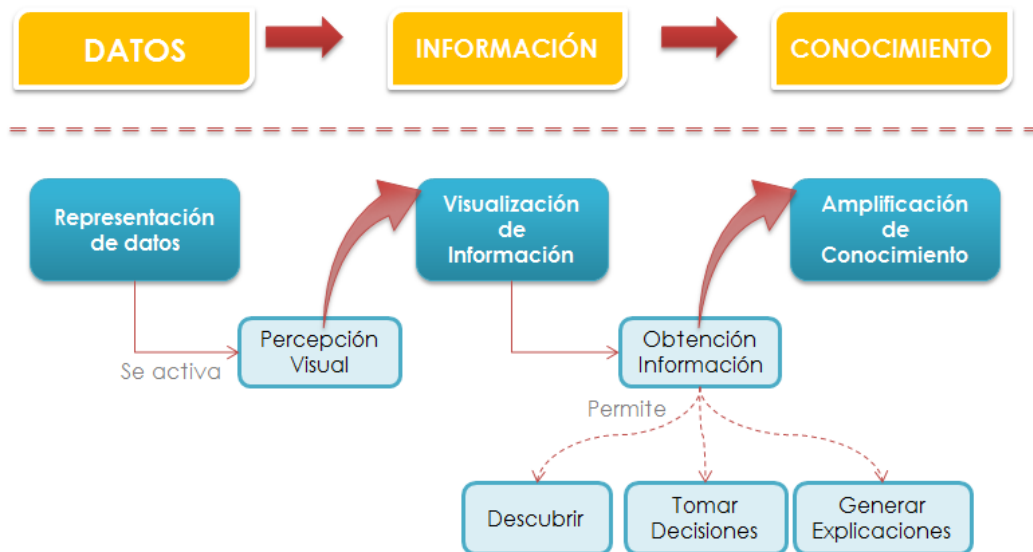 DATOS
INFORMACIÓN
CONOCIMIENTO
Representación
de datos
Visualización
de
Información
Amplificación
de
Conocimiento
Se activa
Percepción
Visual
Obtención
Información
Permite
Descubrir
Tomar
Decisiones
Generar
Explicaciones